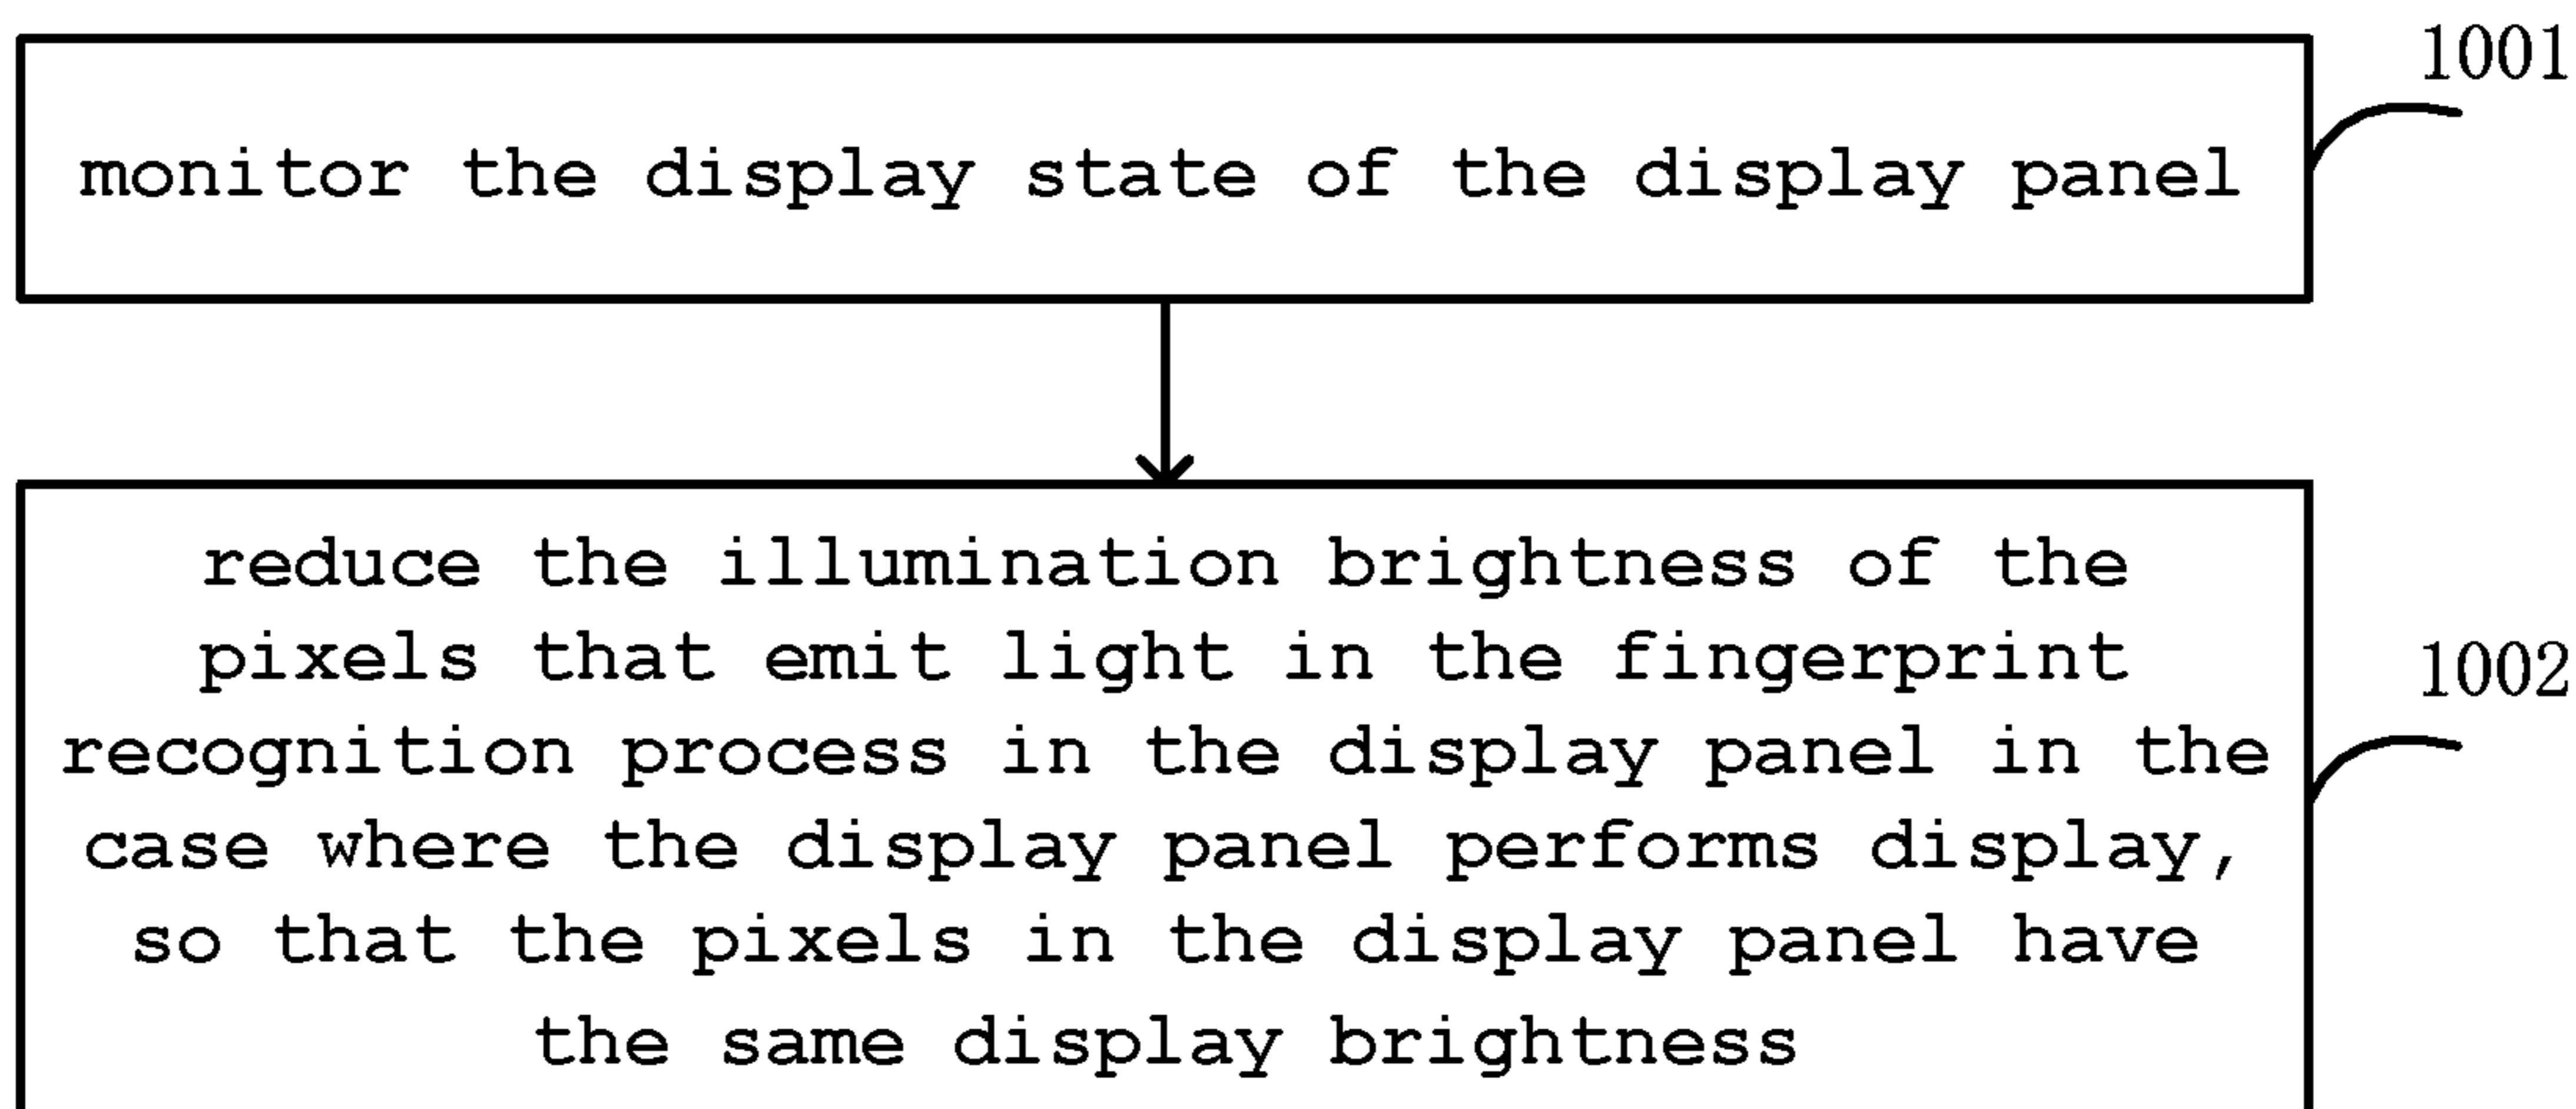 1001
monitor the display state of the display panel
reduce the illumination brightness of the
pixels that emit light in the fingerprint
1002
recognition process in the display panel in the
case where the display panel performs display,
so that the pixels in the display panel have
the same display brightness